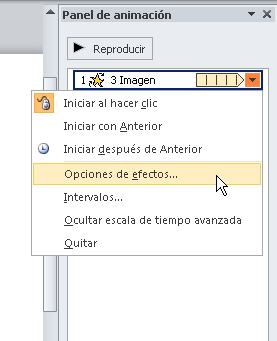 Panel de animación
Reproducir
1 3 Imagen
Iniciar al hacer clic
Iniciar con Anterior
Iniciar después de Anterior
Opciones de efectos...
Intervalos...
Ocultar escala de tiempo avanzada
Quitar